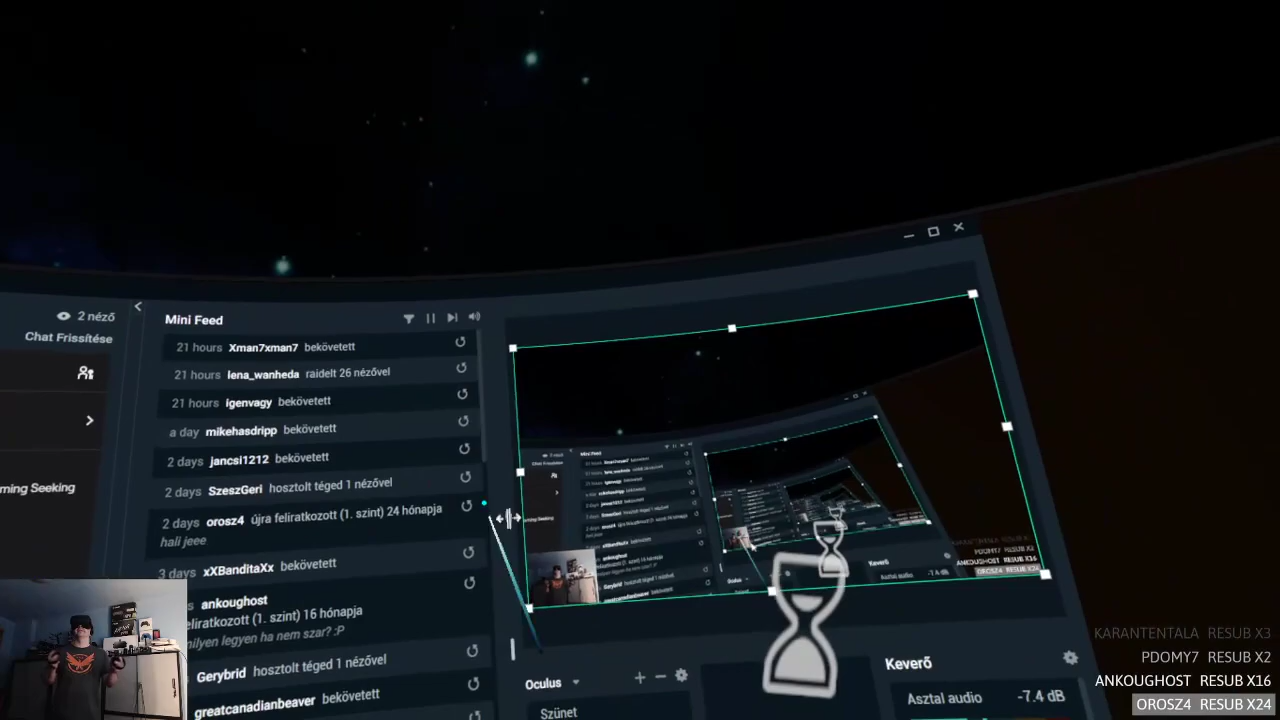 2 néző
Chat Frissítése
ming Seeking
Mini Feed
21 hours Xman7xman7 bekövetett
21 hours lena_wanheda raidelt 26 nézővel
21 hours igenvagy bekövetett
a day mikehasdripp bekövetett
2 days jancsi1212 bekövetett
2 days SzeszGeri hosztolt téged 1 nézővel
2 days orosz4 újra feliratkozott (1. szint) 24 hónapja
hali jeee
3 days xXBanditaXx bekövetett
s ankoughost
feliratkozott (1. szint) 16 hónapja
milyen legyen ha nem szar? :P
Gerybrid hosztolt téged 1 nézővel
greatcanadianbeaver bekövetett
Oculus
Szünet
Keverő
Asztal audio -7.4 dB
KARANTENTALA RESUB X3
PDOMY7 RESUB X2
ANKOUGHOST RESUB X16
OROSZ4 RESUB X24